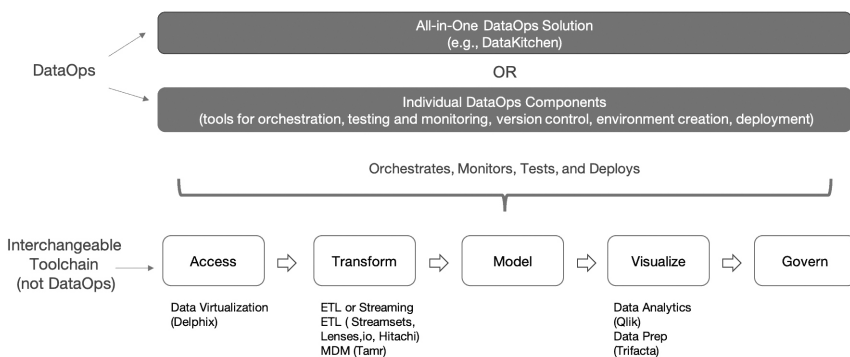 All-in-One DataOps Solution
(e.g., DataKitchen)
DataOps
OR
Individual DataOps Components
(tools for orchestration, testing and monitoring, version control, environment creation, deployment)
Orchestrates, Monitors, Tests, and Deploys
Interchangeable
Toolchain
(not DataOps)
Access
Transform
Model
Visualize
Govern
Data Virtualization
(Delphix)
ETL or Streaming
ETL ( Streamsets,
Lenses,io, Hitachi)
MDM (Tamr)
Data Analytics
(Qlik)
Data Prep
(Trifacta)